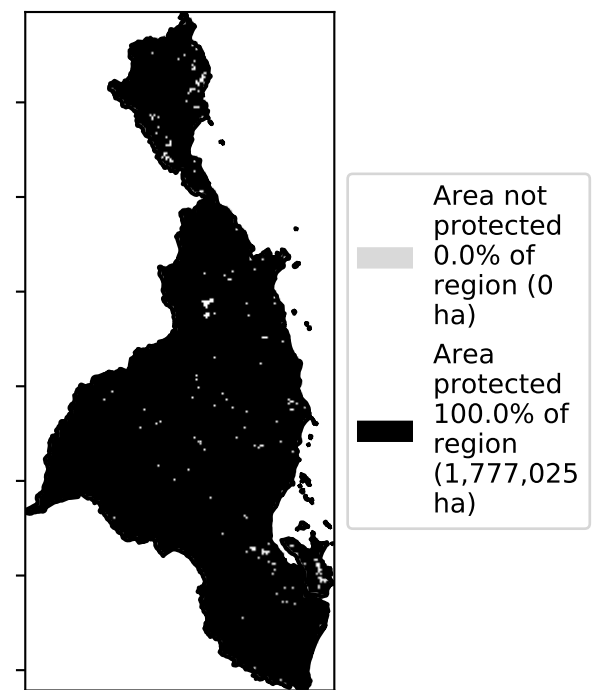 Area not
protected
0.0% of
region (0
ha)
Area
protected
100.0% of
region
(1,777,025
ha)